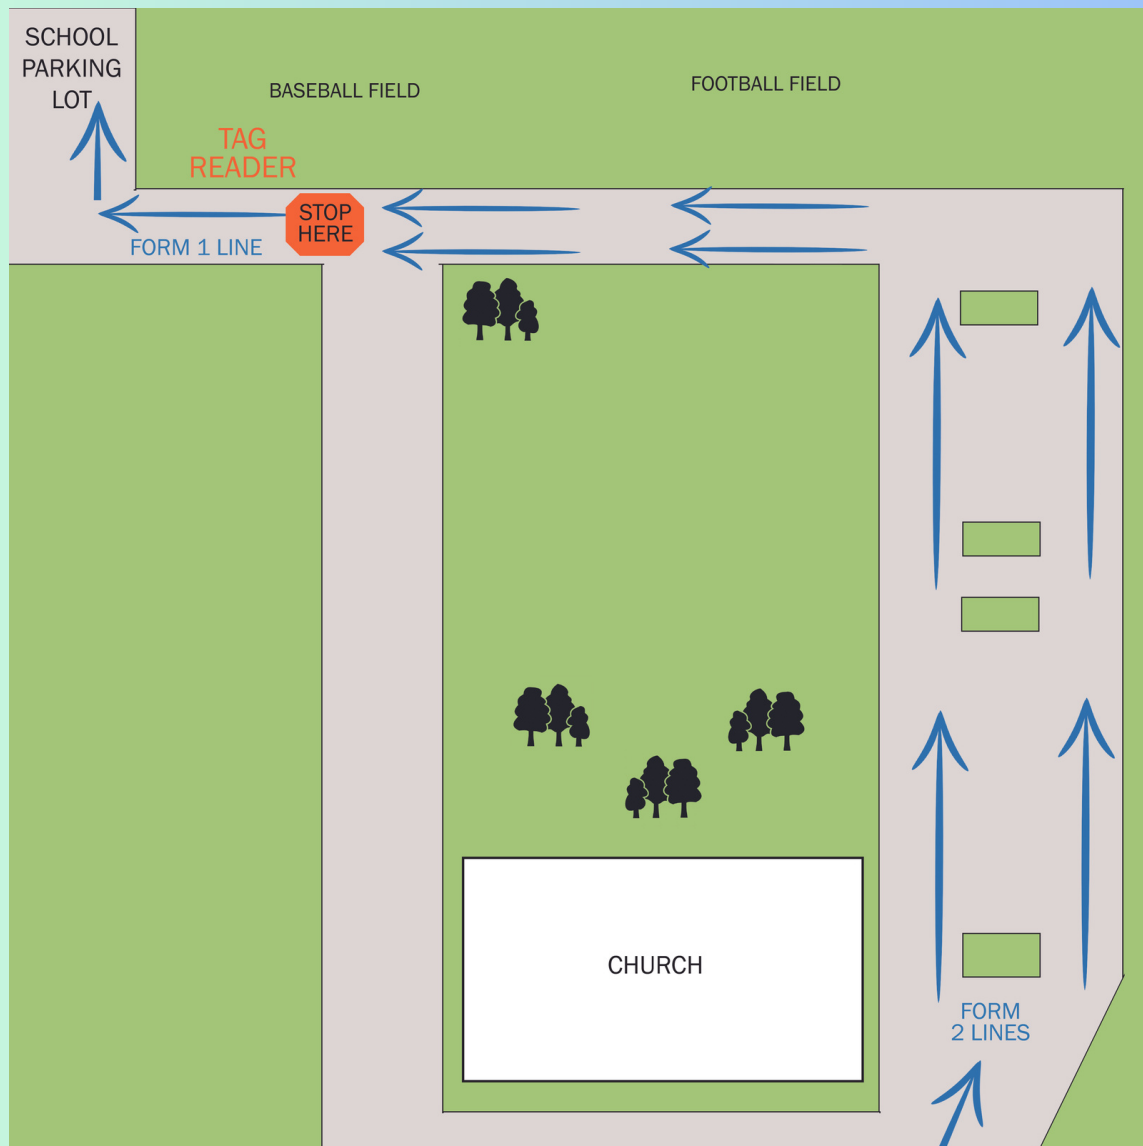 SCHOOL
PARKING
LOT
BASEBALL FIELD
FOOTBALL FIELD
TAG
READER
STOP
HERE
FORM 1 LINE
CHURCH
FORM
2 LINES